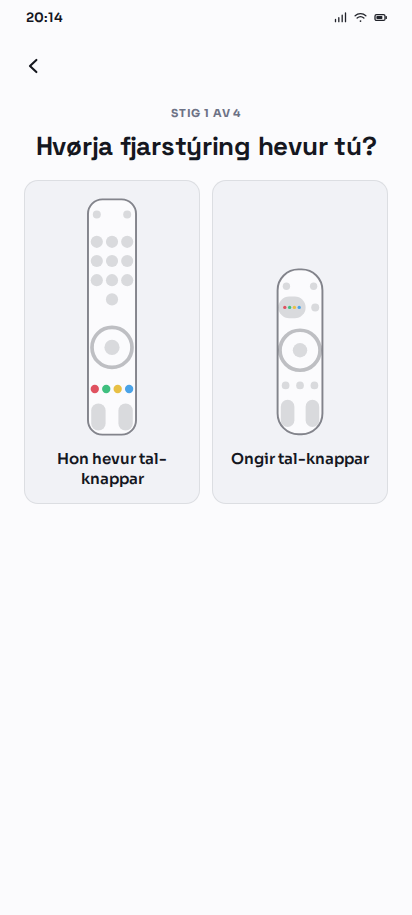 20:14
STIG 1 AV 4
Hvørja fjarstýring hevur tú?
Hon hevur tal-
knappar
Ongir tal-knappar